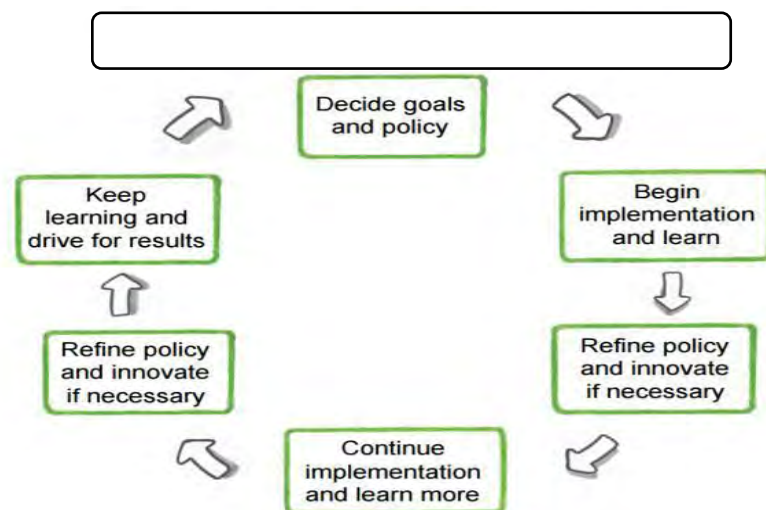 Decide goals
and policy
Begin
implementation
and learn
Refine policy
and innovate
if necessary
Continue
implementation
and learn more
Refine policy
and innovate
if necessary
Keep
learning and
drive for results